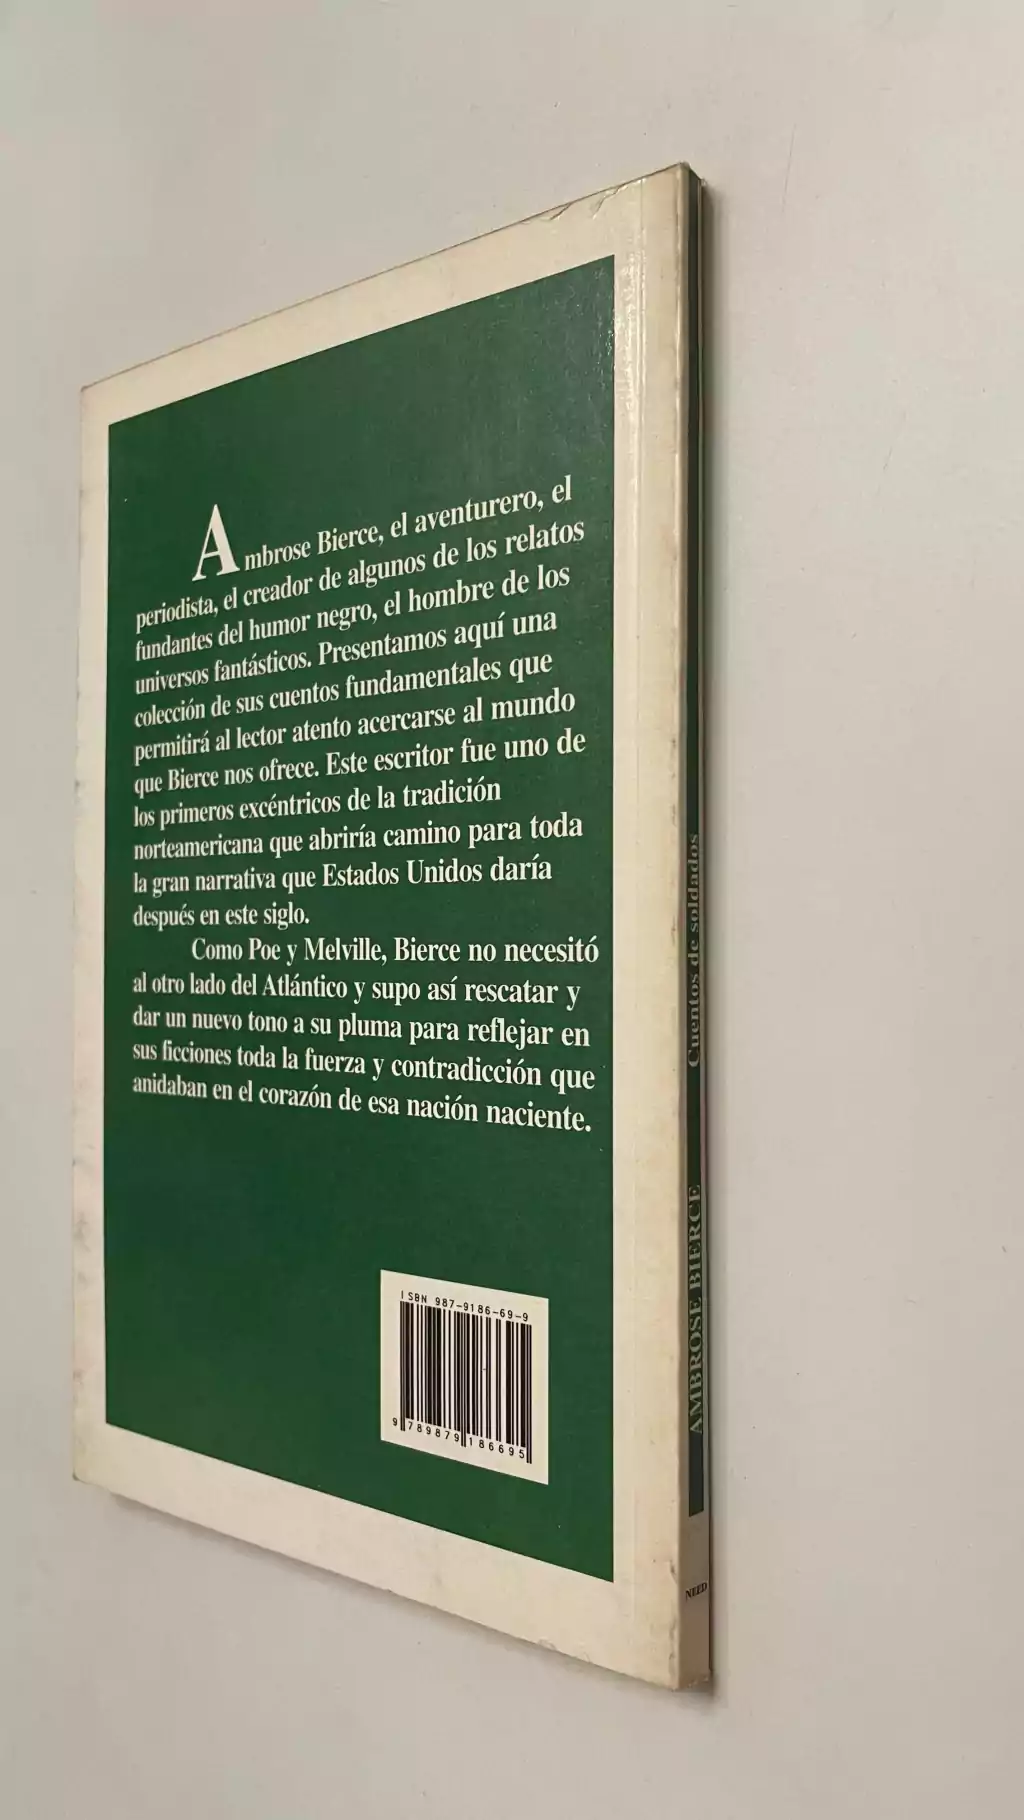 Ambrose Bierce, el aventurero, el
periodista, el creador de algunos de los relatos
fundantes del humor negro, el hombre de los
universos fantásticos. Presentamos aquí una
colección de sus cuentos fundamentales que
permitirá al lector atento acercarse al mundo
que Bierce nos ofrece. Este escritor fue uno de
los primeros excéntricos de la tradición
norteamericana que abriría camino para toda
la gran narrativa que Estados Unidos daría
después en este siglo.
Como Poe y Melville, Bierce no necesitó
al otro lado del Atlántico y supo así rescatar y
dar un nuevo tono a su pluma para reflejar en
sus ficciones toda la fuerza y contradicción que
anidaban en el corazón de esa nación naciente.
ISBN 987-9186-69-9
9 789879 186695
AMBROSE BIERCE Cuentos de soldados
NEED